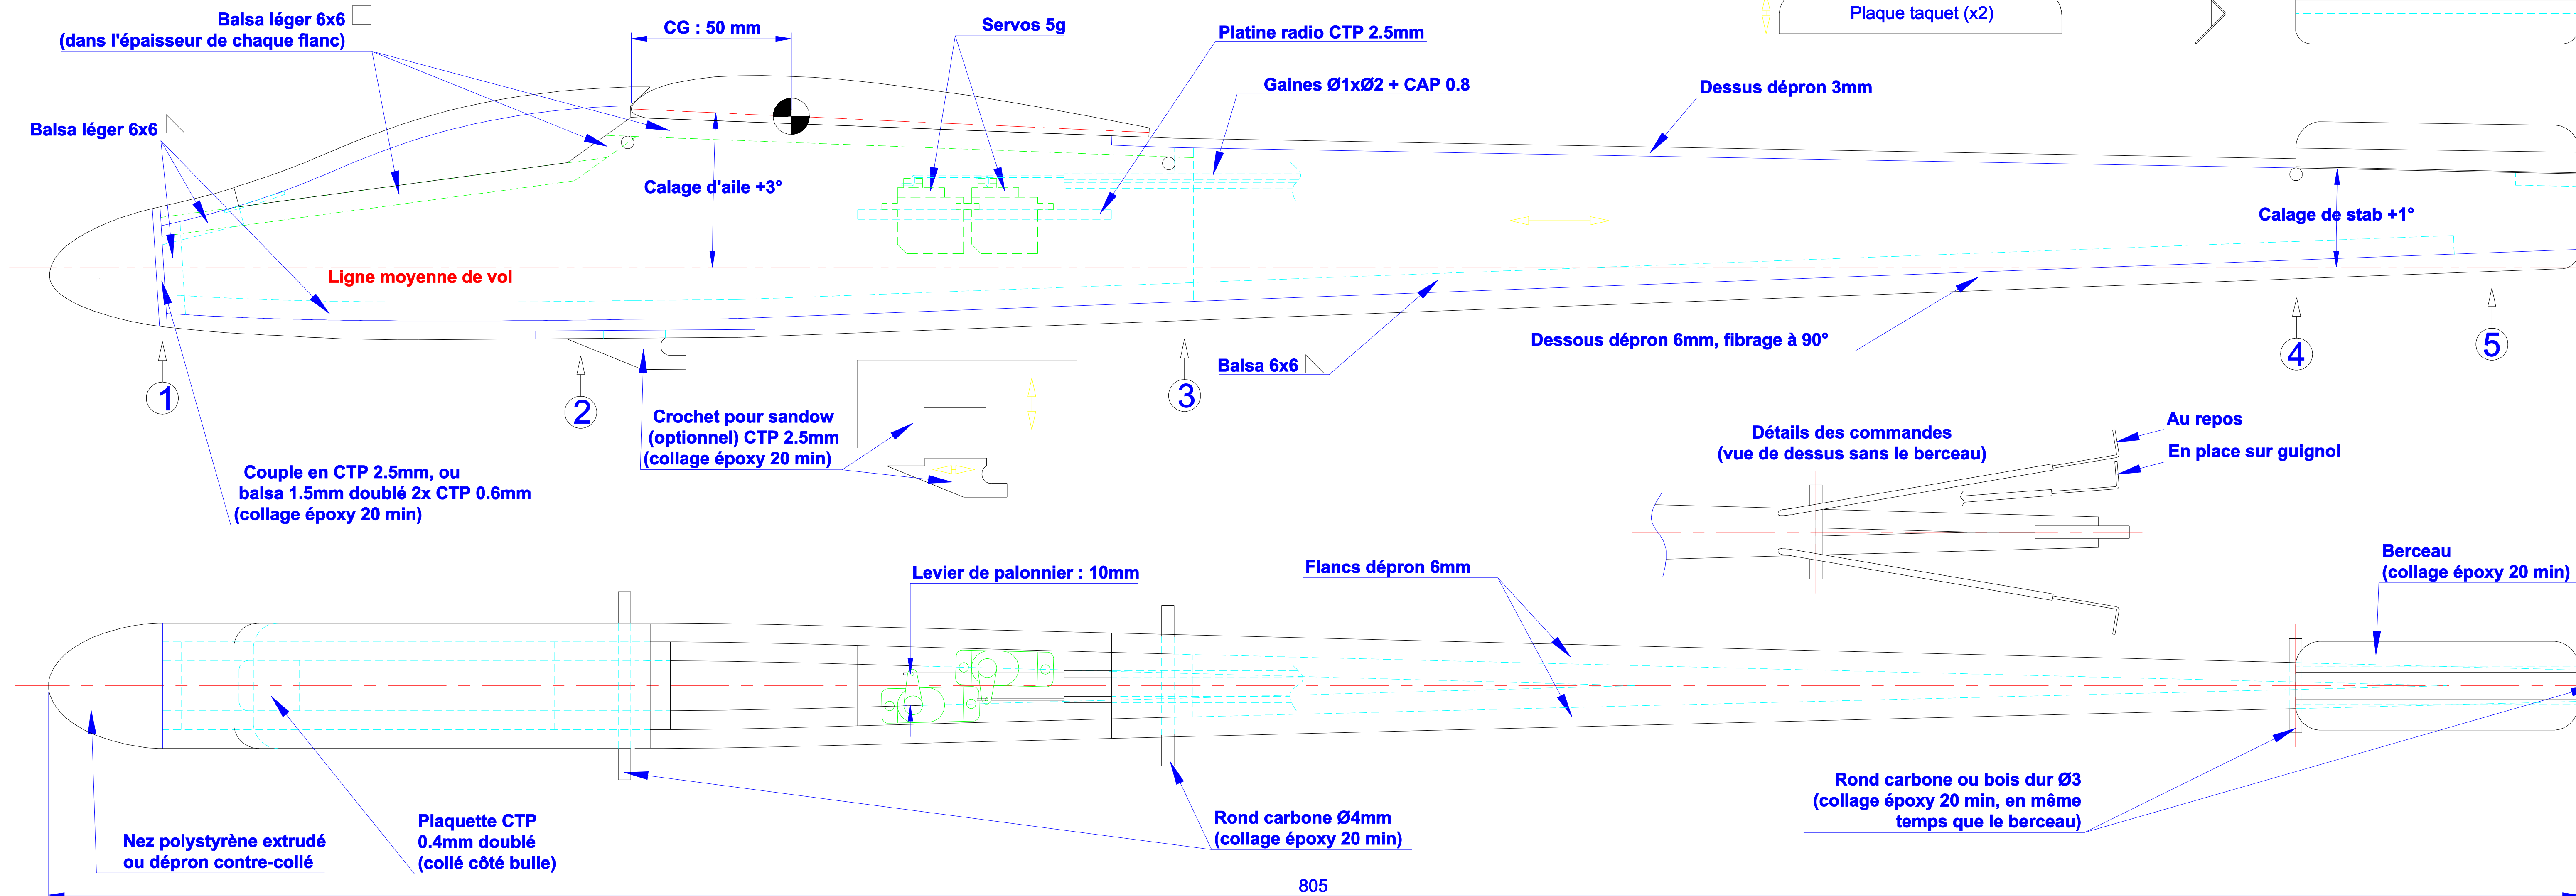 Balsa léger 6x6
(dans l'épaisseur de chaque flanc)
CG : 50 mm
Servos 5g
Platine radio CTP 2.5mm
Plaque taquet (x2)
Gaines Ø1xØ2 + CAP 0.8
Dessus dépron 3mm
Balsa léger 6x6
Calage d'aile +3°
Calage de stab +1°
Ligne moyenne de vol
Dessous dépron 6mm, fibrage à 90°
Balsa 6x6
1
2
3
4
5
Crochet pour sandow
(optionnel) CTP 2.5mm
(collage époxy 20 min)
Couple en CTP 2.5mm, ou
balsa 1.5mm doublé 2x CTP 0.6mm
(collage époxy 20 min)
Détails des commandes
(vue de dessus sans le berceau)
Au repos
En place sur guignol
Levier de palonnier : 10mm
Flancs dépron 6mm
Berceau
(collage époxy 20 min)
Nez polystyrène extrudé
ou dépron contre-collé
Plaquette CTP
0.4mm doublé
(collé côté bulle)
Rond carbone Ø4mm
(collage époxy 20 min)
Rond carbone ou bois dur Ø3
(collage époxy 20 min, en même
temps que le berceau)
805